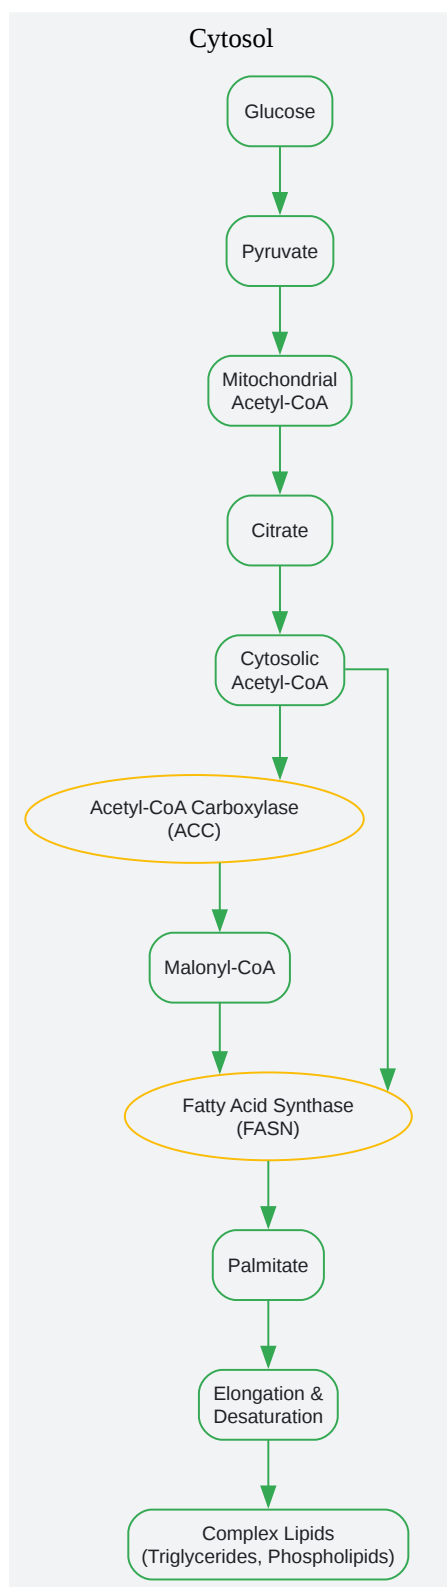 Cytosol
Glucose
Pyruvate
Mitochondrial
Acetyl-CoA
Citrate
Cytosolic
Acetyl-CoA
Acetyl-CoA Carboxylase
(ACC)
Malonyl-CoA
Fatty Acid Synthase
(FASN)
Palmitate
Elongation &
Desaturation
Complex Lipids
(Triglycerides, Phospholipids)